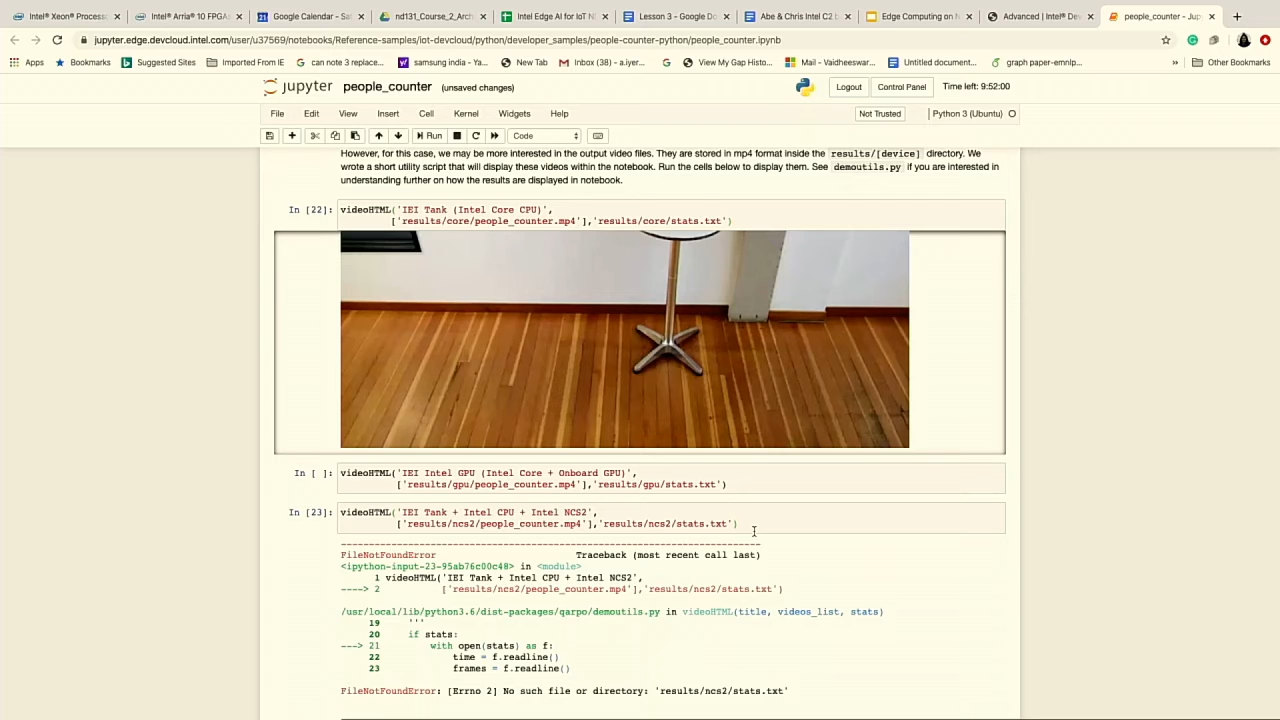 Intel® Xeon® Process
Intel® Arria® 10 FPGAs
Google Calendar - Sat
nd131_Course_2_Arch
Intel Edge AI for IoT N
Lesson 3 - Google Do
Abe & Chris Intel C2 b
Edge Computing on N
Advanced | Intel® Dev
people_counter - Jup
jupyter.edge.devcloud.intel.com/user/u37569/notebooks/Reference-samples/iot-devcloud/python/developer_samples/people-counter-python/people_counter.ipynb
Apps
Bookmarks
Suggested Sites
Imported From IE
can note 3 replace...
samsung india - Ya...
New Tab
Inbox (38) - a.iyer...
View My Gap Histo...
Mail - Vaidheeswar...
Untitled document...
graph paper-emnlp...
»
Other Bookmarks
jupyter people_counter (unsaved changes)
Logout
Control Panel
Time left: 9:52:00
File Edit View Insert Cell Kernel Widgets Help
Not Trusted
Python 3 (Ubuntu)
Run
Code
However, for this case, we may be more interested in the output video files. They are stored in mp4 format inside the results/[device] directory. We
wrote a short utility script that will display these videos within the notebook. Run the cells below to display them. See demoutils.py if you are interested in
understanding further on how the results are displayed in notebook.
In [22]: videoHTML('IEI Tank (Intel Core CPU)',
['results/core/people_counter.mp4'],'results/core/stats.txt')
In [ ]: videoHTML('IEI Intel GPU (Intel Core + Onboard GPU)',
['results/gpu/people_counter.mp4'],'results/gpu/stats.txt')
In [23]: videoHTML('IEI Tank + Intel CPU + Intel NCS2',
['results/ncs2/people_counter.mp4'],'results/ncs2/stats.txt')
---------------------------------------------------------------------------
FileNotFoundError Traceback (most recent call last)
<ipython-input-23-95ab76c00c48> in <module>
1 videoHTML('IEI Tank + Intel CPU + Intel NCS2',
----> 2 ['results/ncs2/people_counter.mp4'],'results/ncs2/stats.txt')
/usr/local/lib/python3.6/dist-packages/qarpo/demoutils.py in videoHTML(title, videos_list, stats)
19 '''
20 if stats:
---> 21 with open(stats) as f:
22 time = f.readline()
23 frames = f.readline()
FileNotFoundError: [Errno 2] No such file or directory: 'results/ncs2/stats.txt'